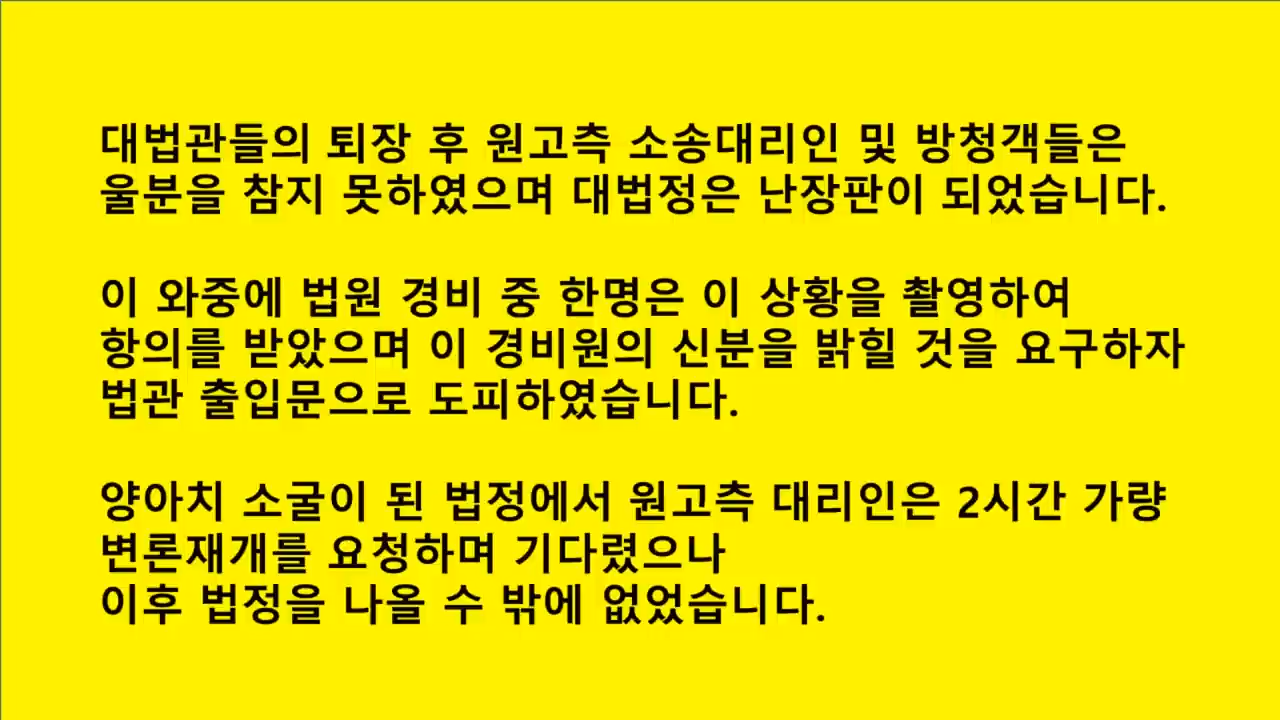 대법관들의 퇴장 후 원고측 소송대리인 및 방청객들은
울분을 참지 못하였으며 대법정은 난장판이 되었습니다.
이 와중에 법원 경비 중 한명은 이 상황을 촬영하여
항의를 받았으며 이 경비원의 신분을 밝힐 것을 요구하자
법관 출입문으로 도피하였습니다.
양아치 소굴이 된 법정에서 원고측 대리인은 2시간 가량
변론재개를 요청하며 기다렸으나
이후 법정을 나올 수 밖에 없었습니다.